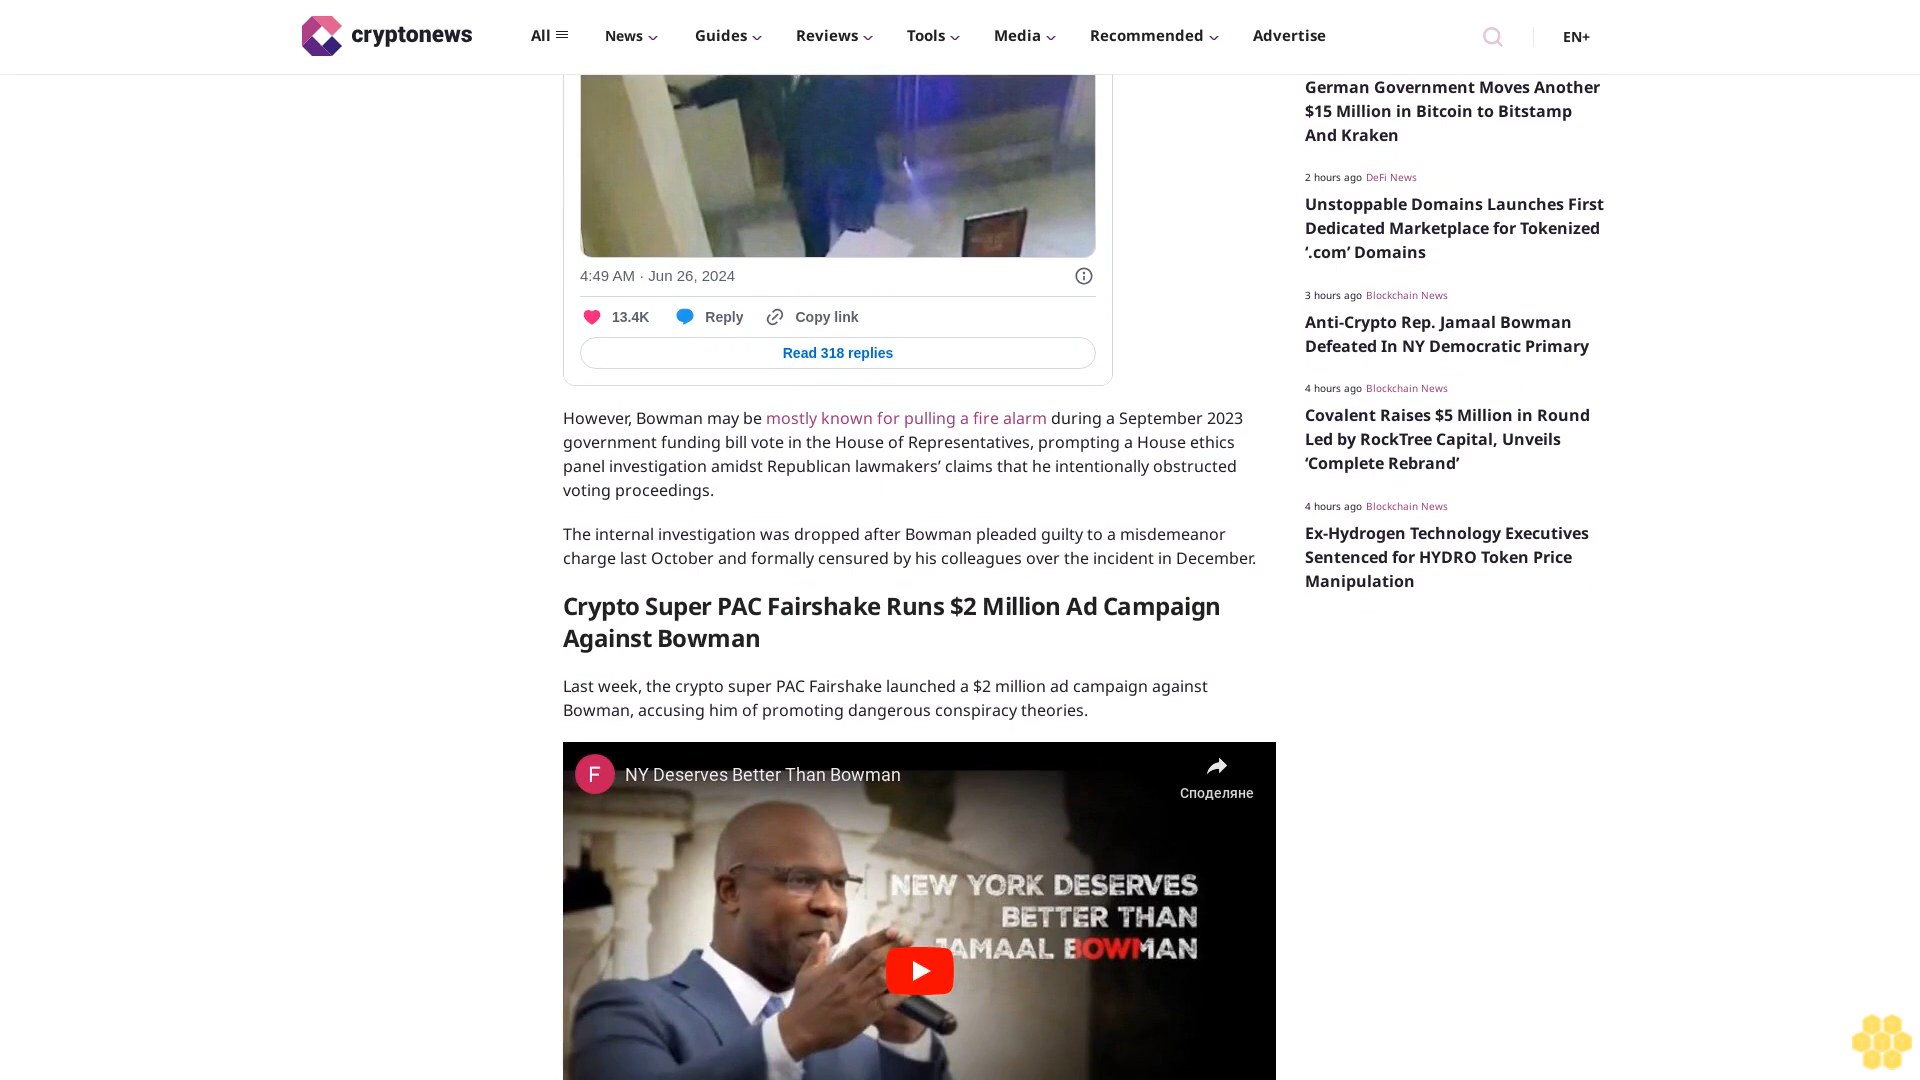 cryptonews
All
News
Guides
Reviews
Tools
Media
Recommended
Advertise
EN+
4:49 AM · Jun 26, 2024
13.4K
Reply
Copy link
Read 318 replies
However, Bowman may be mostly known for pulling a fire alarm during a September 2023
government funding bill vote in the House of Representatives, prompting a House ethics
panel investigation amidst Republican lawmakers’ claims that he intentionally obstructed
voting proceedings.
The internal investigation was dropped after Bowman pleaded guilty to a misdemeanor
charge last October and formally censured by his colleagues over the incident in December.
Crypto Super PAC Fairshake Runs $2 Million Ad Campaign
Against Bowman
Last week, the crypto super PAC Fairshake launched a $2 million ad campaign against
Bowman, accusing him of promoting dangerous conspiracy theories.
F
NY Deserves Better Than Bowman
Споделяне
NEW YORK DESERVES
BETTER THAN
JAMAAL BOWMAN
German Government Moves Another
$15 Million in Bitcoin to Bitstamp
And Kraken
2 hours ago DeFi News
Unstoppable Domains Launches First
Dedicated Marketplace for Tokenized
‘.com’ Domains
3 hours ago Blockchain News
Anti-Crypto Rep. Jamaal Bowman
Defeated In NY Democratic Primary
4 hours ago Blockchain News
Covalent Raises $5 Million in Round
Led by RockTree Capital, Unveils
‘Complete Rebrand’
4 hours ago Blockchain News
Ex-Hydrogen Technology Executives
Sentenced for HYDRO Token Price
Manipulation